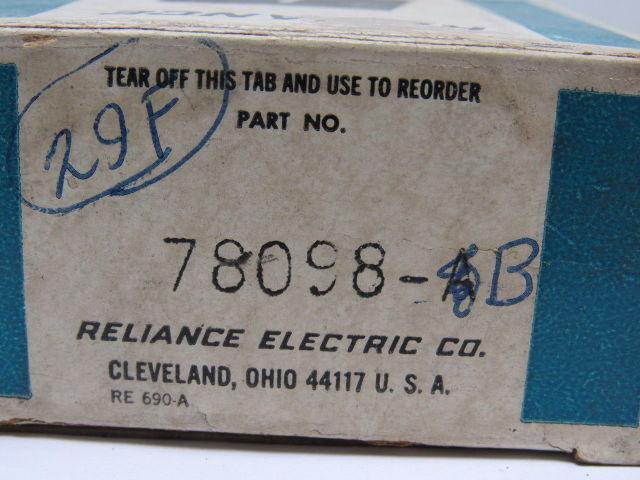 29F
TEAR OFF THIS TAB AND USE TO REORDER
PART NO.
78098-A B
RELIANCE ELECTRIC CO.
CLEVELAND, OHIO 44117 U. S. A.
RE 690-A